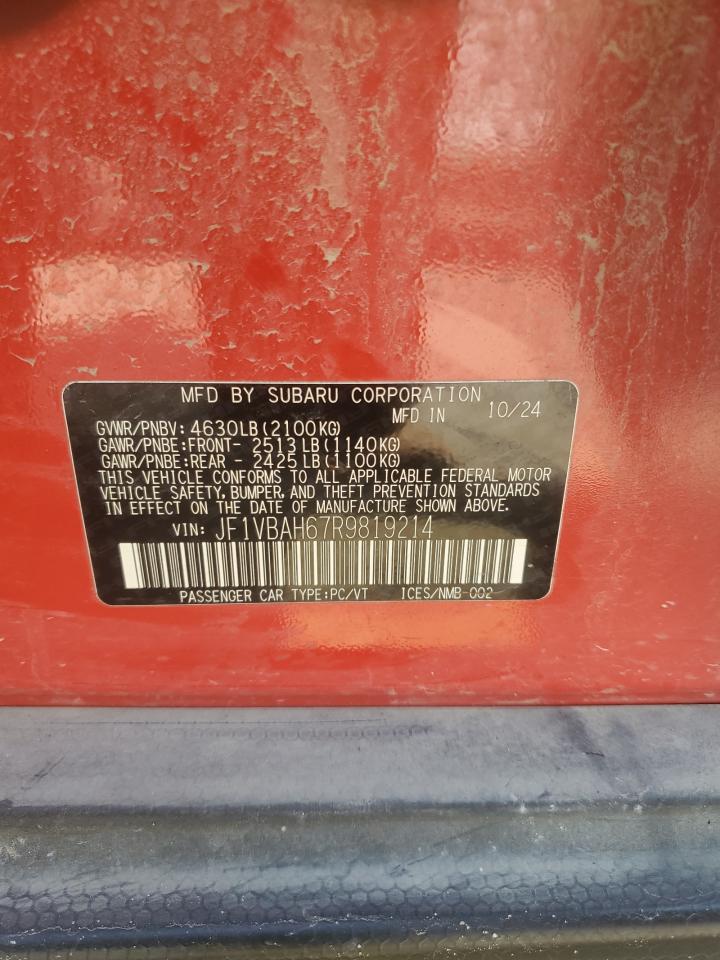 MFD BY SUBARU CORPORATION
MFD IN 10/24
GVWR/PNBV: 4630LB(2100KG)
GAWR/PNBE:FRONT- 2513LB(1140KG)
GAWR/PNBE:REAR - 2425LB(1100KG)
THIS VEHICLE CONFORMS TO ALL APPLICABLE FEDERAL MOTOR
VEHICLE SAFETY, BUMPER, AND THEFT PREVENTION STANDARDS
IN EFFECT ON THE DATE OF MANUFACTURE SHOWN ABOVE.
VIN: JF1VBAH67R9819214
PASSENGER CAR TYPE:PC/VT ICES/NMB-002